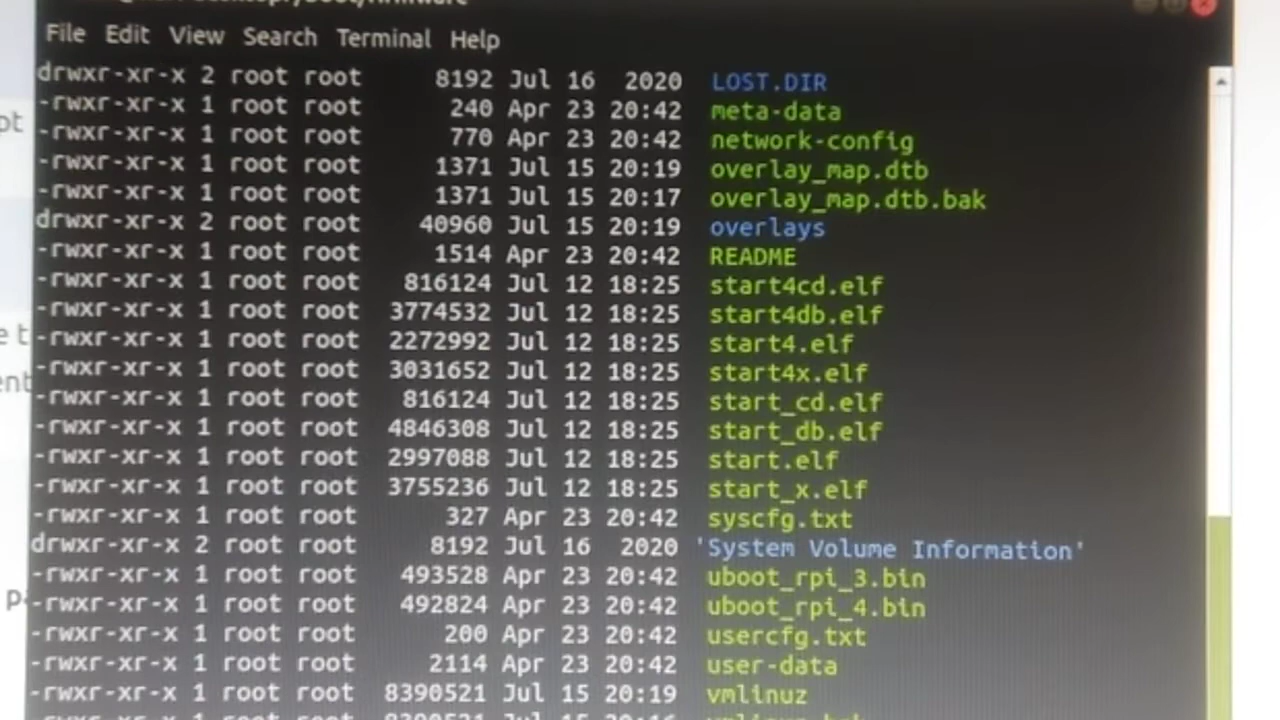 File Edit View Search Terminal Help
drwxr-xr-x 2 root root 8192 Jul 16 2020 LOST.DIR
-rwxr-xr-x 1 root root 240 Apr 23 20:42 meta-data
-rwxr-xr-x 1 root root 770 Apr 23 20:42 network-config
-rwxr-xr-x 1 root root 1371 Jul 15 20:19 overlay_map.dtb
-rwxr-xr-x 1 root root 1371 Jul 15 20:17 overlay_map.dtb.bak
drwxr-xr-x 2 root root 40960 Jul 15 20:19 overlays
-rwxr-xr-x 1 root root 1514 Apr 23 20:42 README
-rwxr-xr-x 1 root root 816124 Jul 12 18:25 start4cd.elf
-rwxr-xr-x 1 root root 3774532 Jul 12 18:25 start4db.elf
-rwxr-xr-x 1 root root 2272992 Jul 12 18:25 start4.elf
-rwxr-xr-x 1 root root 3031652 Jul 12 18:25 start4x.elf
-rwxr-xr-x 1 root root 816124 Jul 12 18:25 start_cd.elf
-rwxr-xr-x 1 root root 4846308 Jul 12 18:25 start_db.elf
-rwxr-xr-x 1 root root 2997088 Jul 12 18:25 start.elf
-rwxr-xr-x 1 root root 3755236 Jul 12 18:25 start_x.elf
-rwxr-xr-x 1 root root 327 Apr 23 20:42 syscfg.txt
drwxr-xr-x 2 root root 8192 Jul 16 2020 'System Volume Information'
-rwxr-xr-x 1 root root 493528 Apr 23 20:42 uboot_rpi_3.bin
-rwxr-xr-x 1 root root 492824 Apr 23 20:42 uboot_rpi_4.bin
-rwxr-xr-x 1 root root 200 Apr 23 20:42 usercfg.txt
-rwxr-xr-x 1 root root 2114 Apr 23 20:42 user-data
-rwxr-xr-x 1 root root 8390521 Jul 15 20:19 vmlinuz